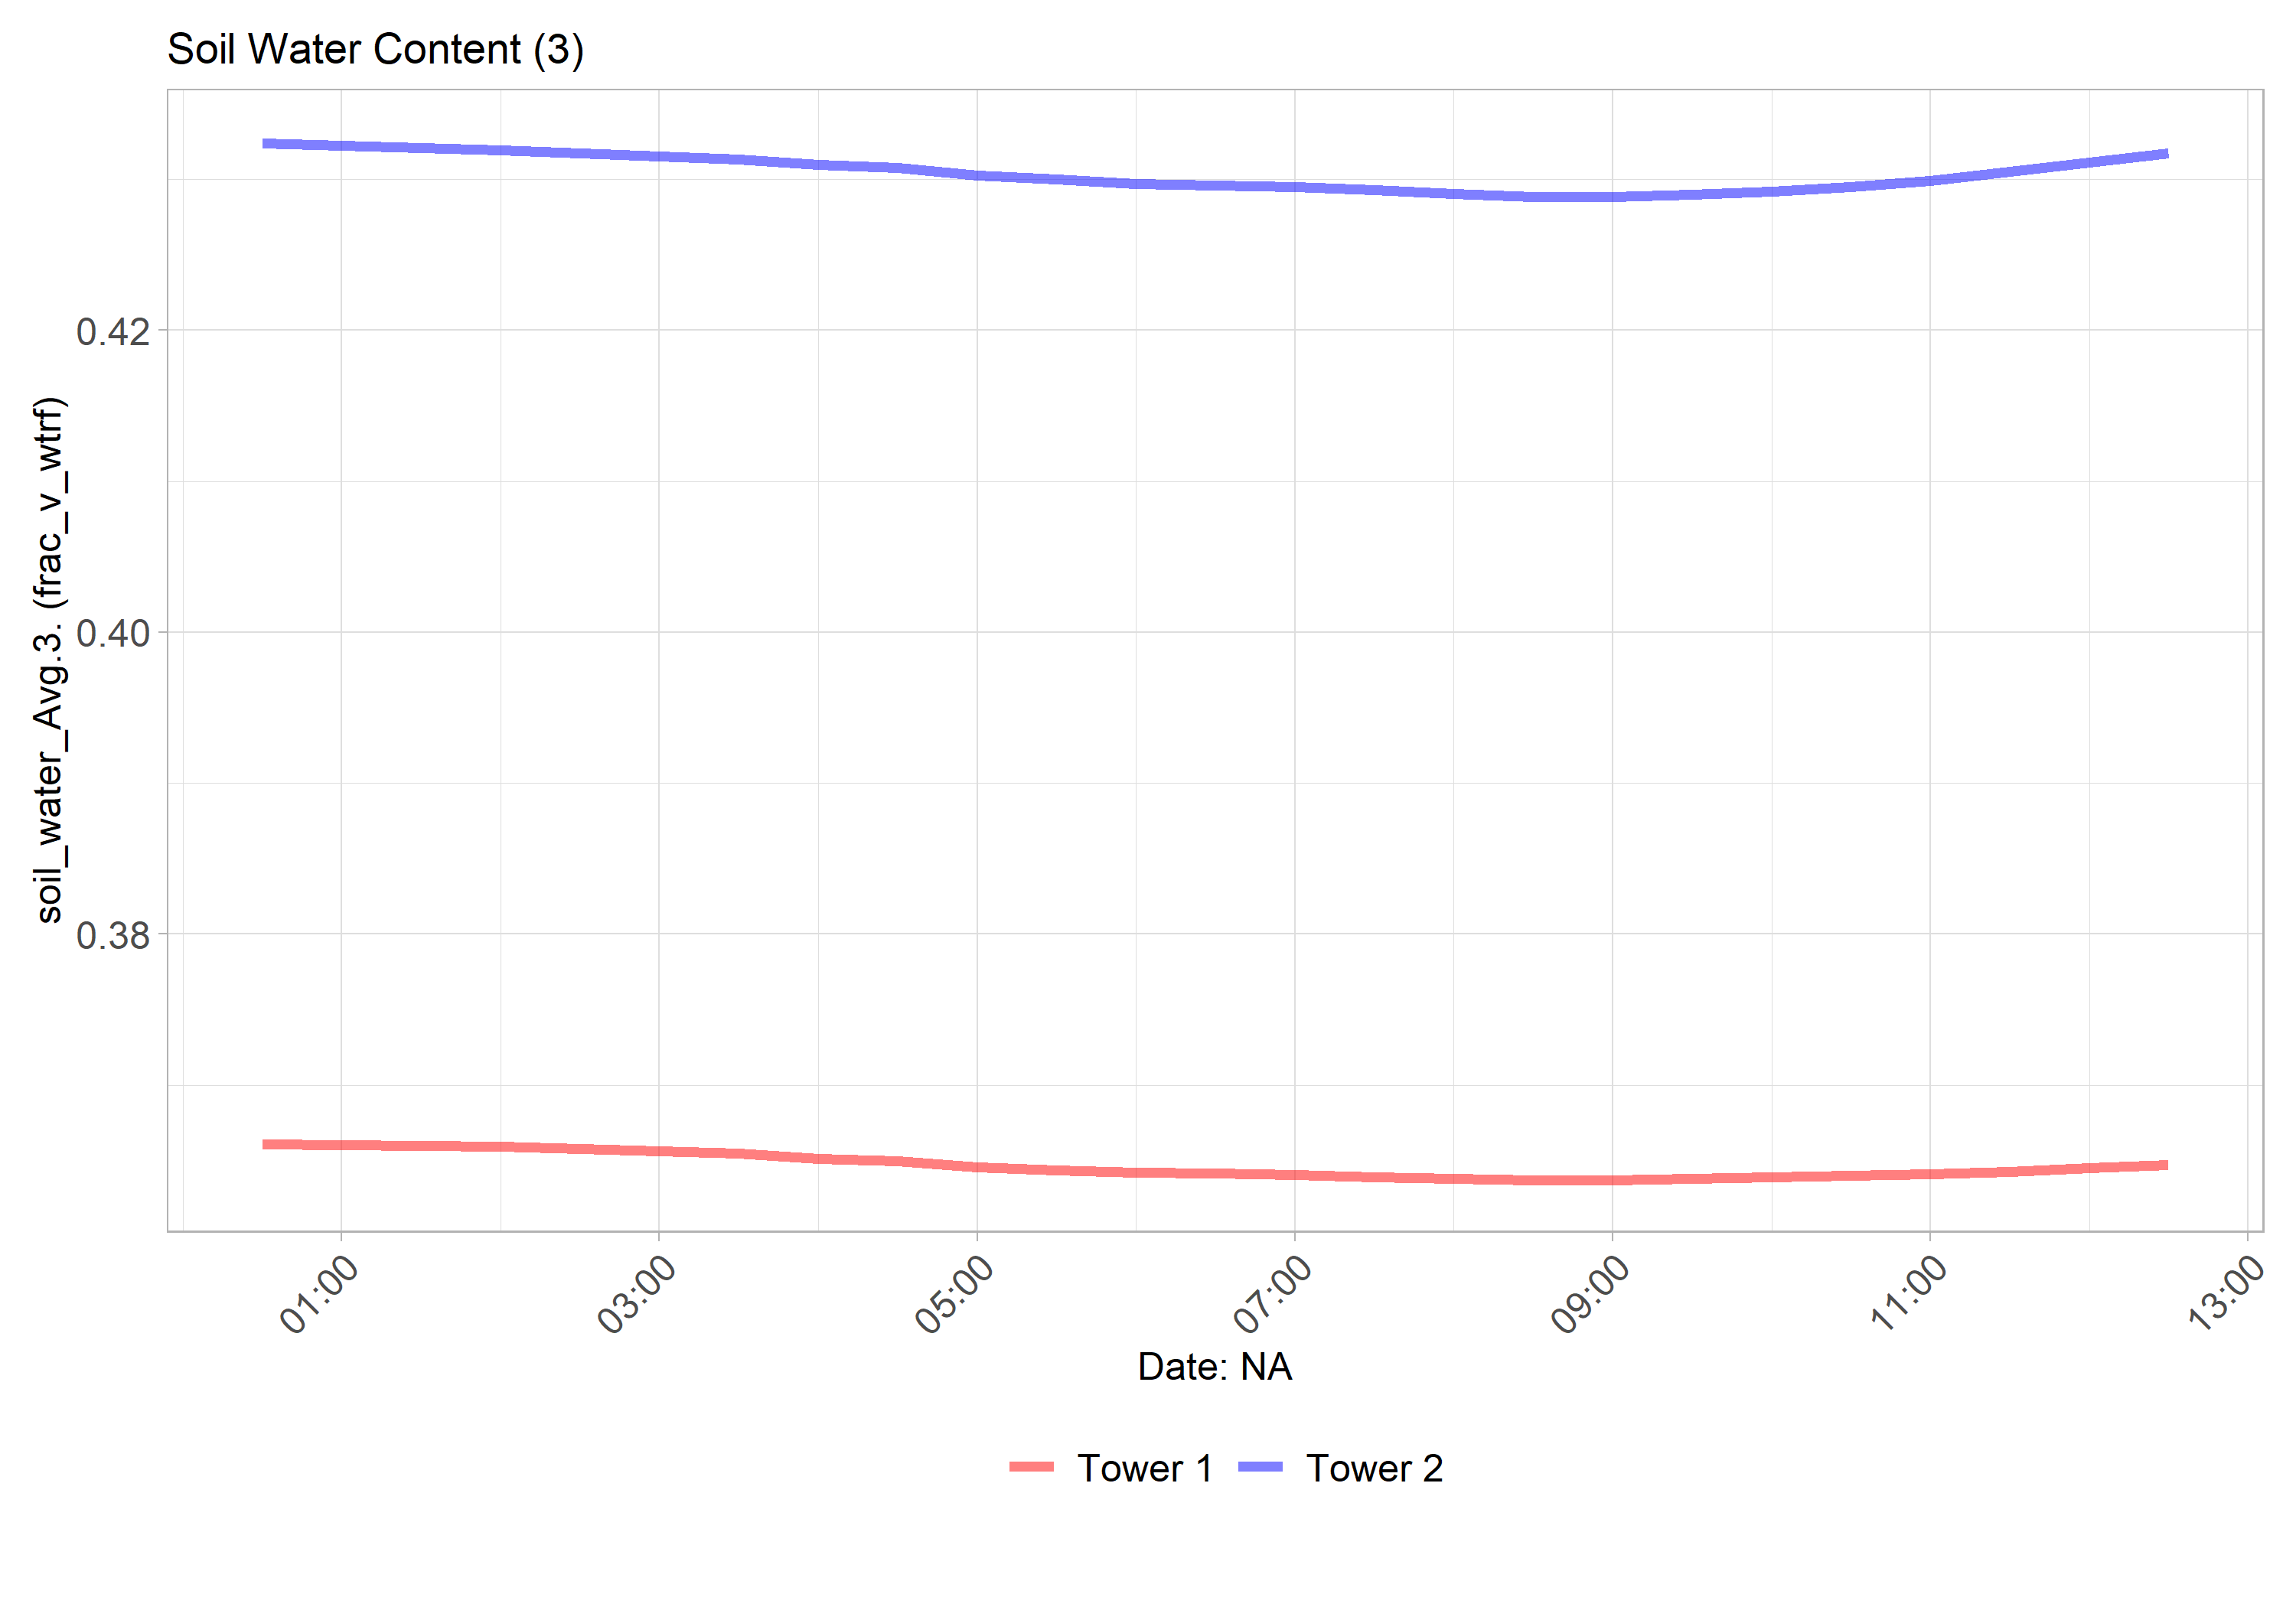 Soil Water Content (3)
soil_water_Avg.3. (frac_v_wtrf)
0.42
0.40
0.38
01:00
03:00
05:00
07:00
09:00
11:00
13:00
Date: NA
Tower 1
Tower 2